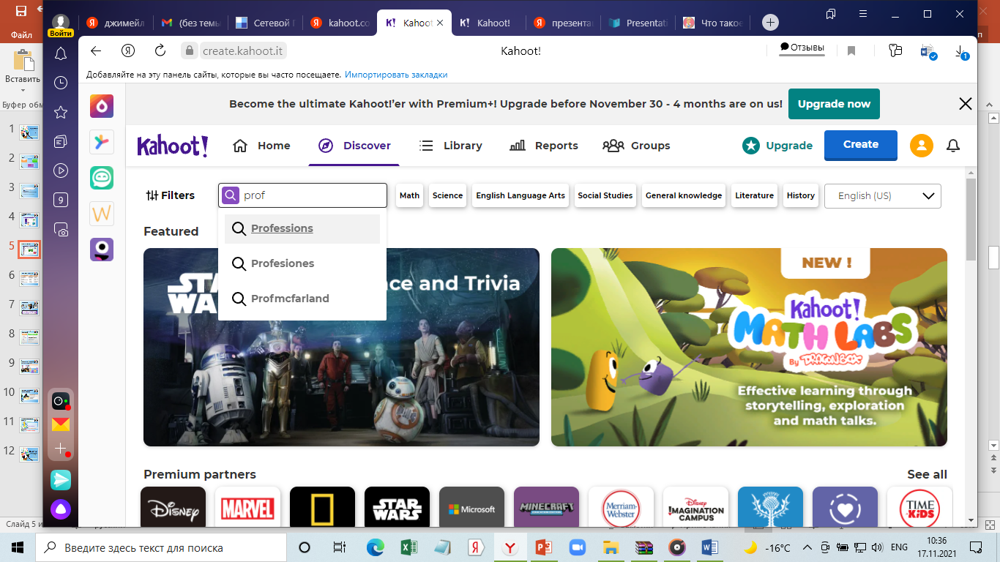 Файл
Вставить
Буфер обм
1
2
3
4
5
6
7
8
9
10
11
12
Слайд 5 и
Войти
9
джимейл
(без темы
Сетевой Г
kahoot.co
Kahoot
Kahoot!
презента
Presentati
Что такое
create.kahoot.it
Kahoot!
Отзывы
1
Добавляйте на эту панель сайты, которые вы часто посещаете. Импортировать закладки
Become the ultimate Kahoot!'er with Premium+! Upgrade before November 30 - 4 months are on us!
Upgrade now
Kahoot!
Home
Discover
Library
Reports
Groups
Upgrade
Create
Filters
prof
Math
Science
English Language Arts
Social Studies
General knowledge
Literature
History
English (US)
Professions
Profesiones
Profmcfarland
Featured
STAR WARS
nce and Trivia
NEW !
Kahoot!
MATH LABS
By DRAGONBOX
Effective learning through
storytelling, exploration
and math talks.
Premium partners
See all
Disney
MARVEL
STAR WARS
Microsoft
MINECRAFT
Merriam-
Webster
Disney
IMAGINATION
CAMPUS
TIME
for KiDS
Введите здесь текст для поиска
-16°C
ENG
10:36
17.11.2021